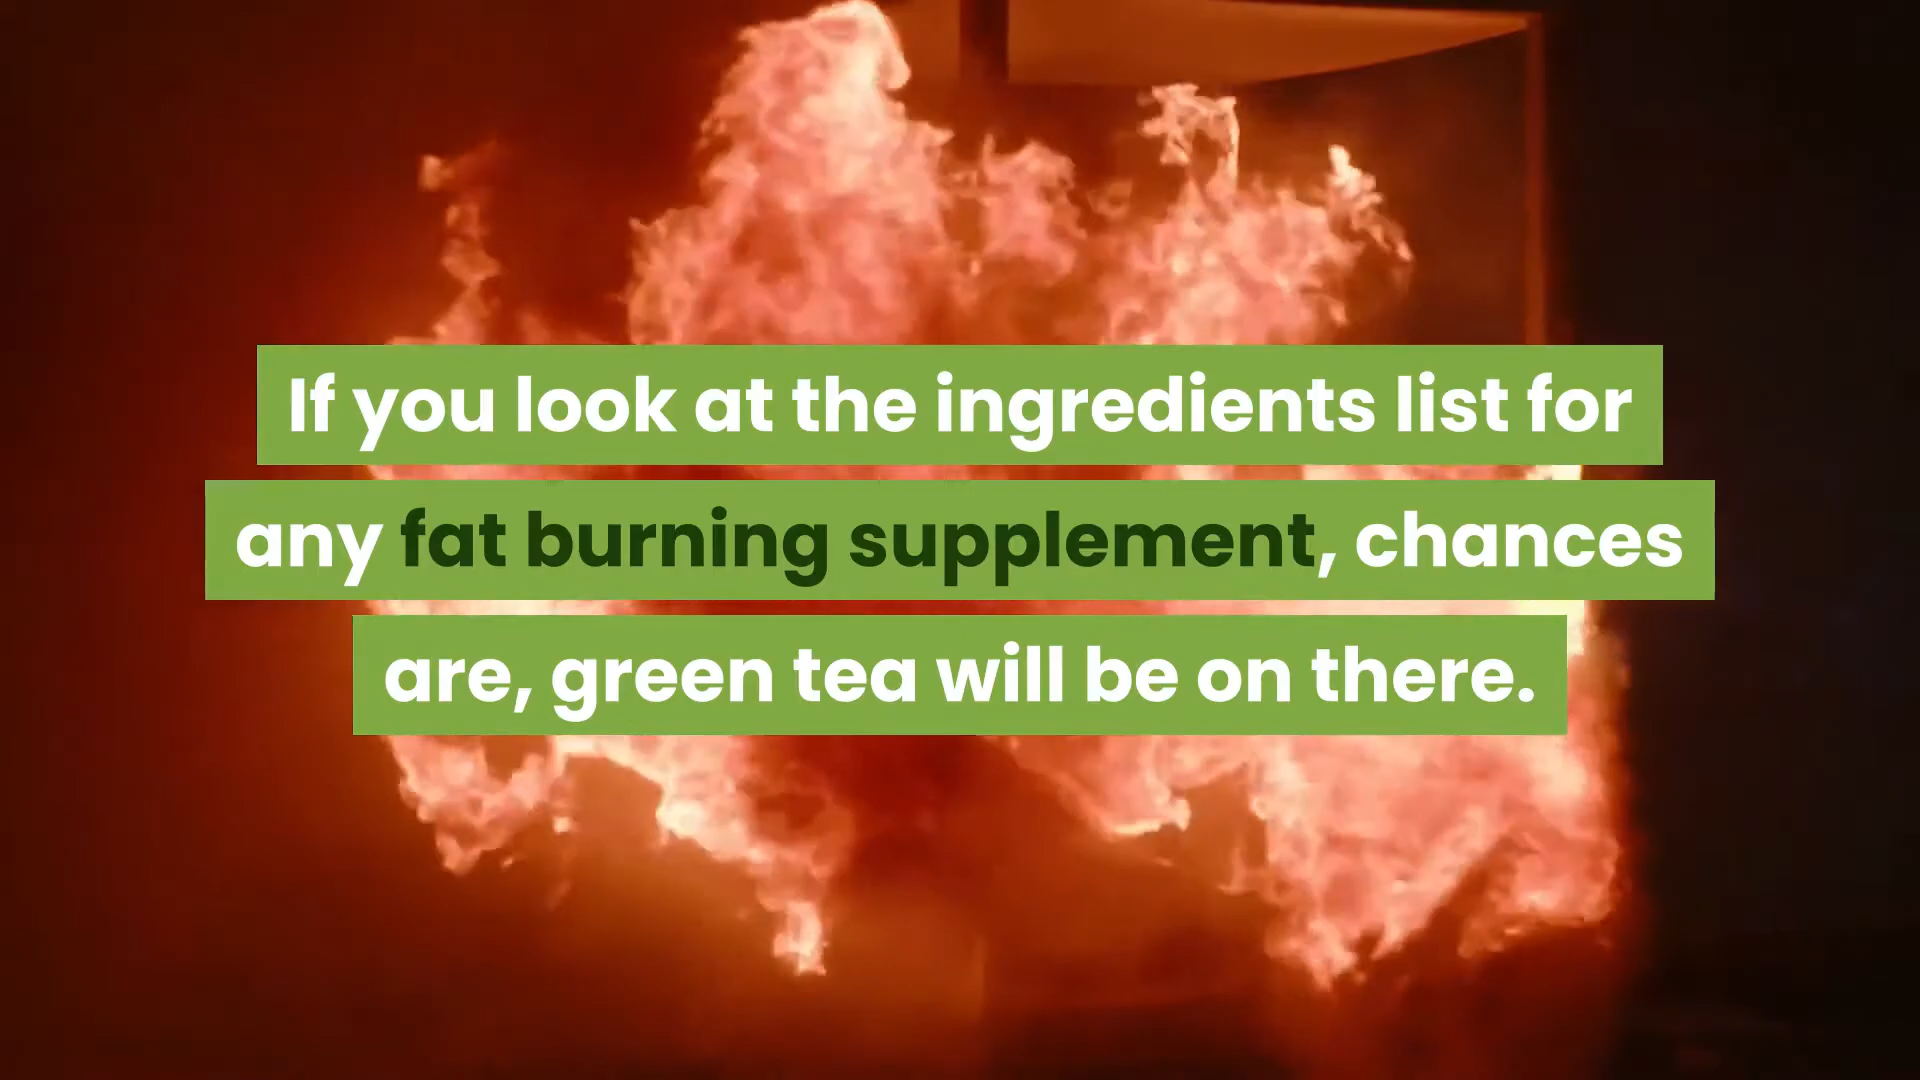 If you look at the ingredients list for
any fat burning supplement, chances
are, green tea will be on there.